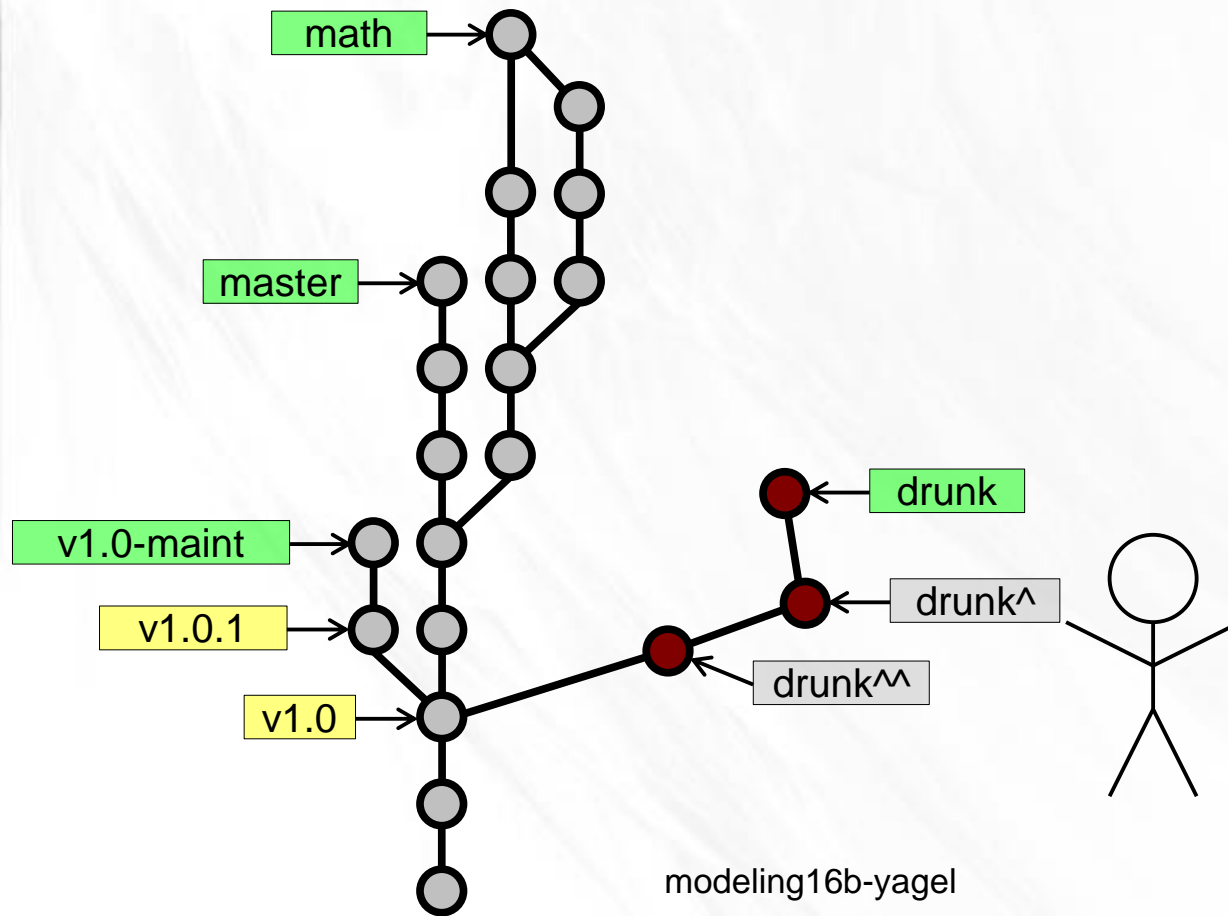 math
master
drunk
v1.0-maint
drunk^
v1.0.1
drunk^^
v1.0
modeling16b-yagel